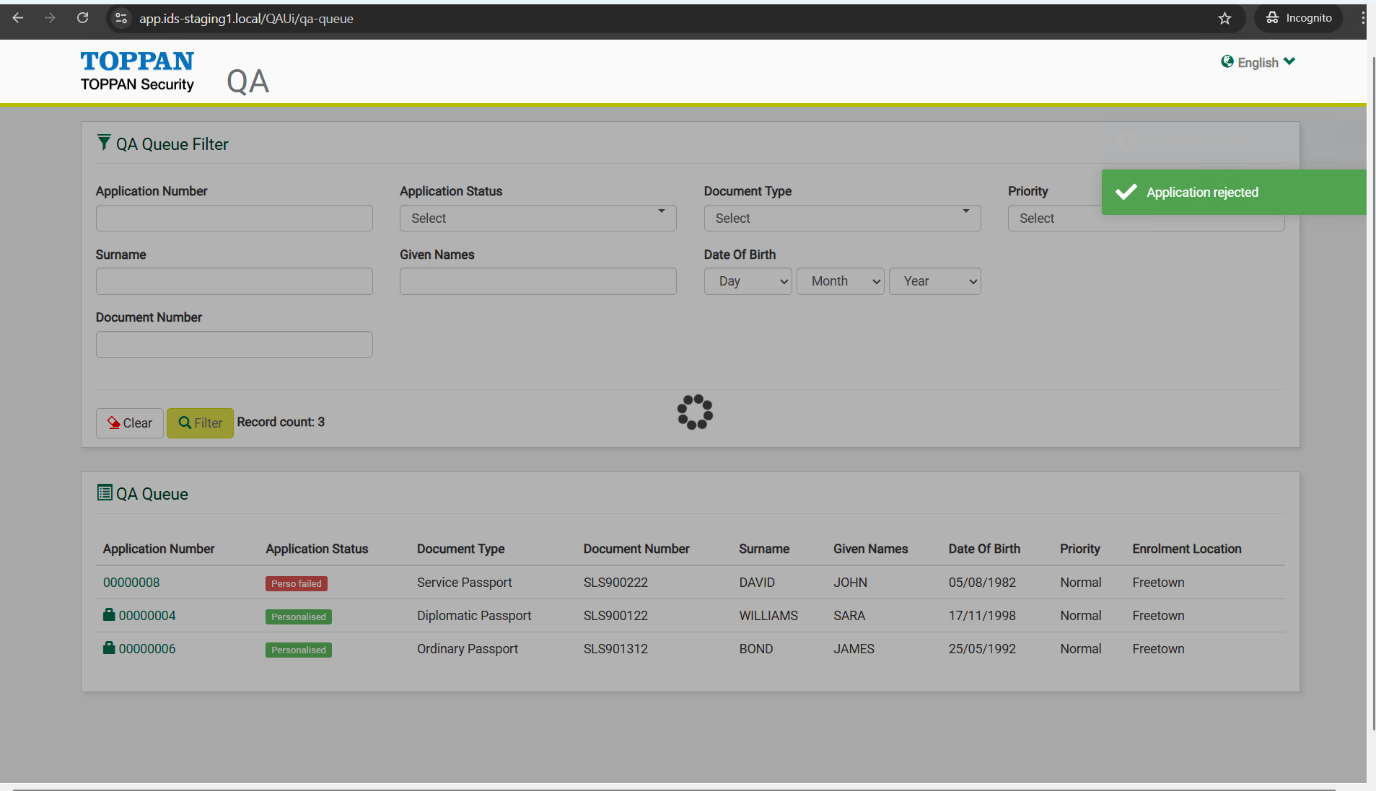 app.ids-staging1.local/QAUi/qa-queue
Incognito
TOPPAN
TOPPAN Security
QA
English
QA Queue Filter
Application Number
Application Status
Document Type
Priority
Application rejected
Select
Select
Select
Surname
Given Names
Date Of Birth
Day
Month
Year
Document Number
Clear
Filter
Record count: 3
QA Queue
Application Number Application Status Document Type Document Number Surname Given Names Date Of Birth Priority Enrolment Location
00000008 Perso failed Service Passport SLS900222 DAVID JOHN 05/08/1982 Normal Freetown
00000004 Personalised Diplomatic Passport SLS900122 WILLIAMS SARA 17/11/1998 Normal Freetown
00000006 Personalised Ordinary Passport SLS901312 BOND JAMES 25/05/1992 Normal Freetown